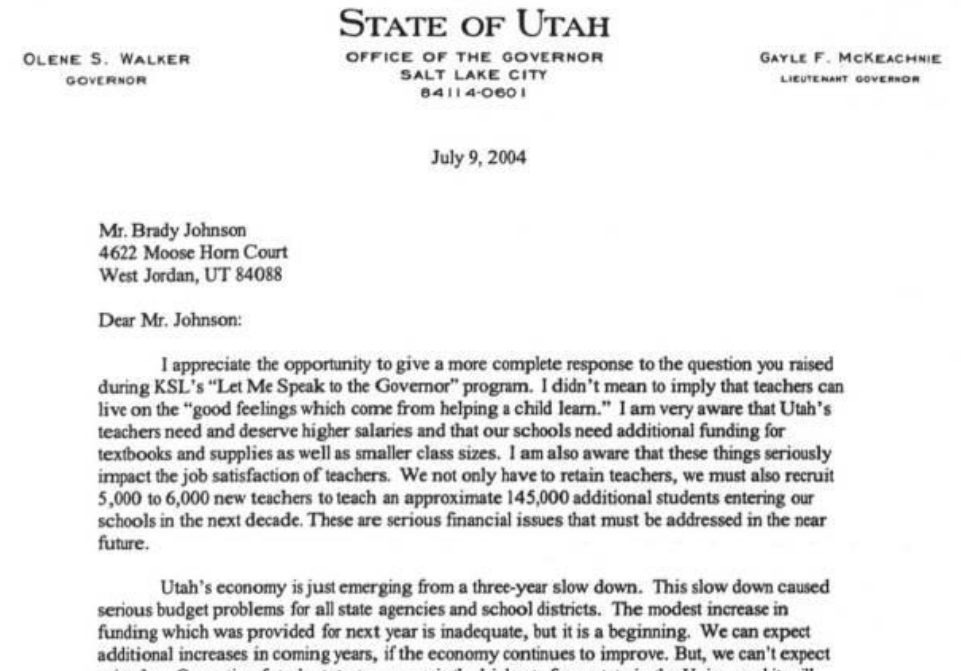 STATE OF UTAH
OLENE S. WALKER
GOVERNOR
OFFICE OF THE GOVERNOR
SALT LAKE CITY
84114-0601
GAYLE F. MCKEACHNIE
LIEUTENANT GOVERNOR
July 9, 2004
Mr. Brady Johnson
4622 Moose Horn Court
West Jordan, UT 84088
Dear Mr. Johnson:
I appreciate the opportunity to give a more complete response to the question you raised
during KSL's “Let Me Speak to the Governor” program. I didn't mean to imply that teachers can
live on the “good feelings which come from helping a child learn.” I am very aware that Utah's
teachers need and deserve higher salaries and that our schools need additional funding for
textbooks and supplies as well as smaller class sizes. I am also aware that these things seriously
impact the job satisfaction of teachers. We not only have to retain teachers, we must also recruit
5,000 to 6,000 new teachers to teach an approximate 145,000 additional students entering our
schools in the next decade. These are serious financial issues that must be addressed in the near
future.
Utah's economy is just emerging from a three-year slow down. This slow down caused
serious budget problems for all state agencies and school districts. The modest increase in
funding which was provided for next year is inadequate, but it is a beginning. We can expect
additional increases in coming years, if the economy continues to improve. But, we can't expect